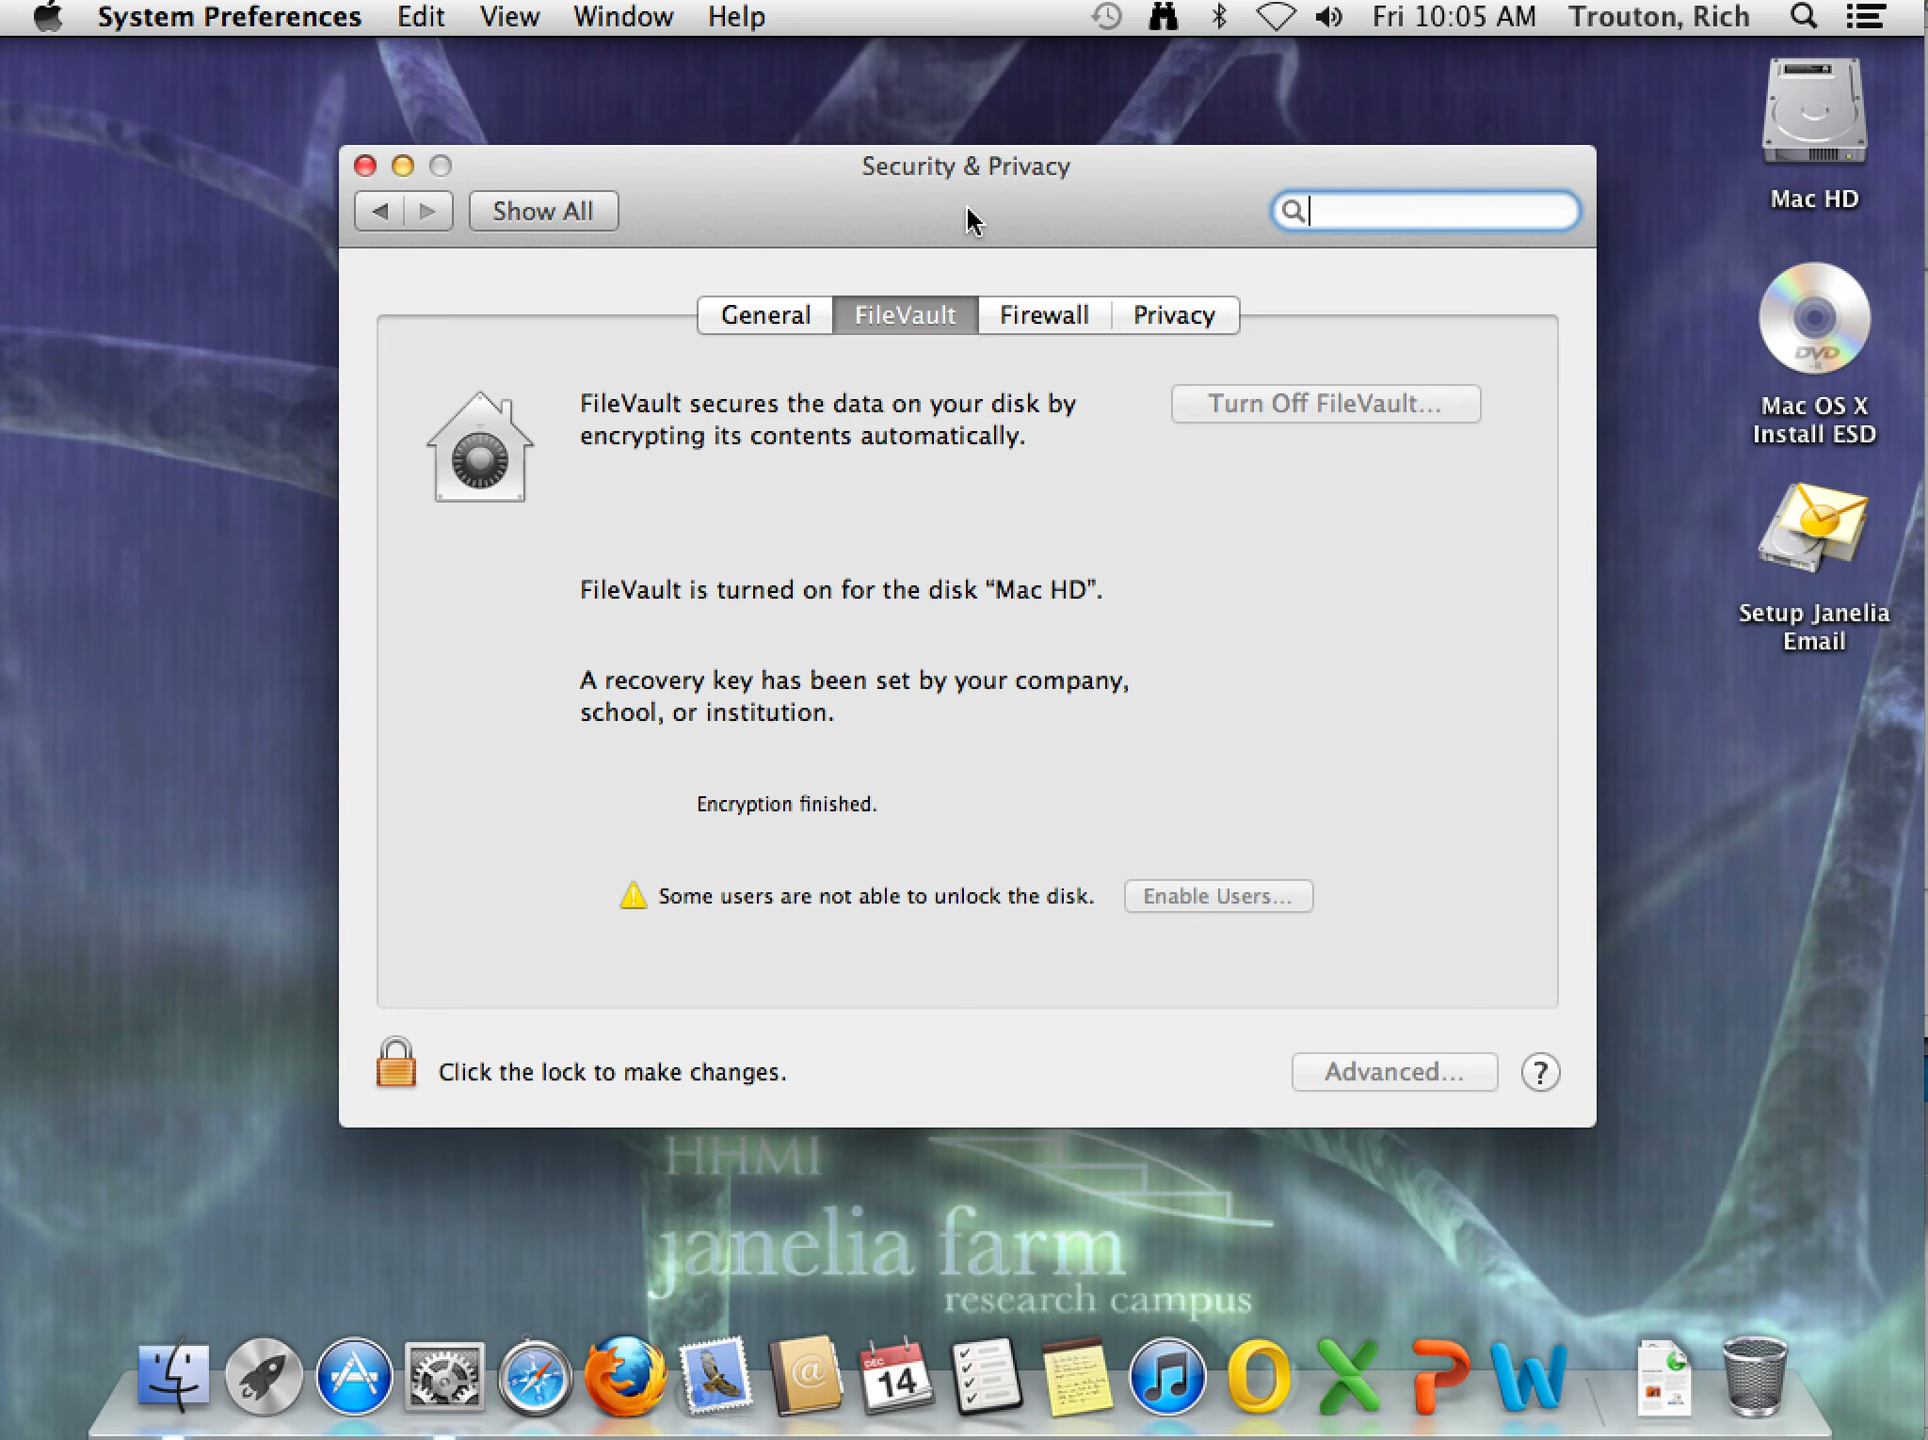 System Preferences Edit View Window Help Fri 10:05 AM Trouton, Rich
Security & Privacy
Show All
Mac HD
General FileVault Firewall Privacy
FileVault secures the data on your disk by
encrypting its contents automatically.
Turn Off FileVault...
DVD
-R
Mac OS X
Install ESD
FileVault is turned on for the disk “Mac HD”.
Setup Janelia
Email
A recovery key has been set by your company,
school, or institution.
Encryption finished.
Some users are not able to unlock the disk. Enable Users...
Click the lock to make changes. Advanced... ?
HHMI
janelia farm
research campus
DEC
14